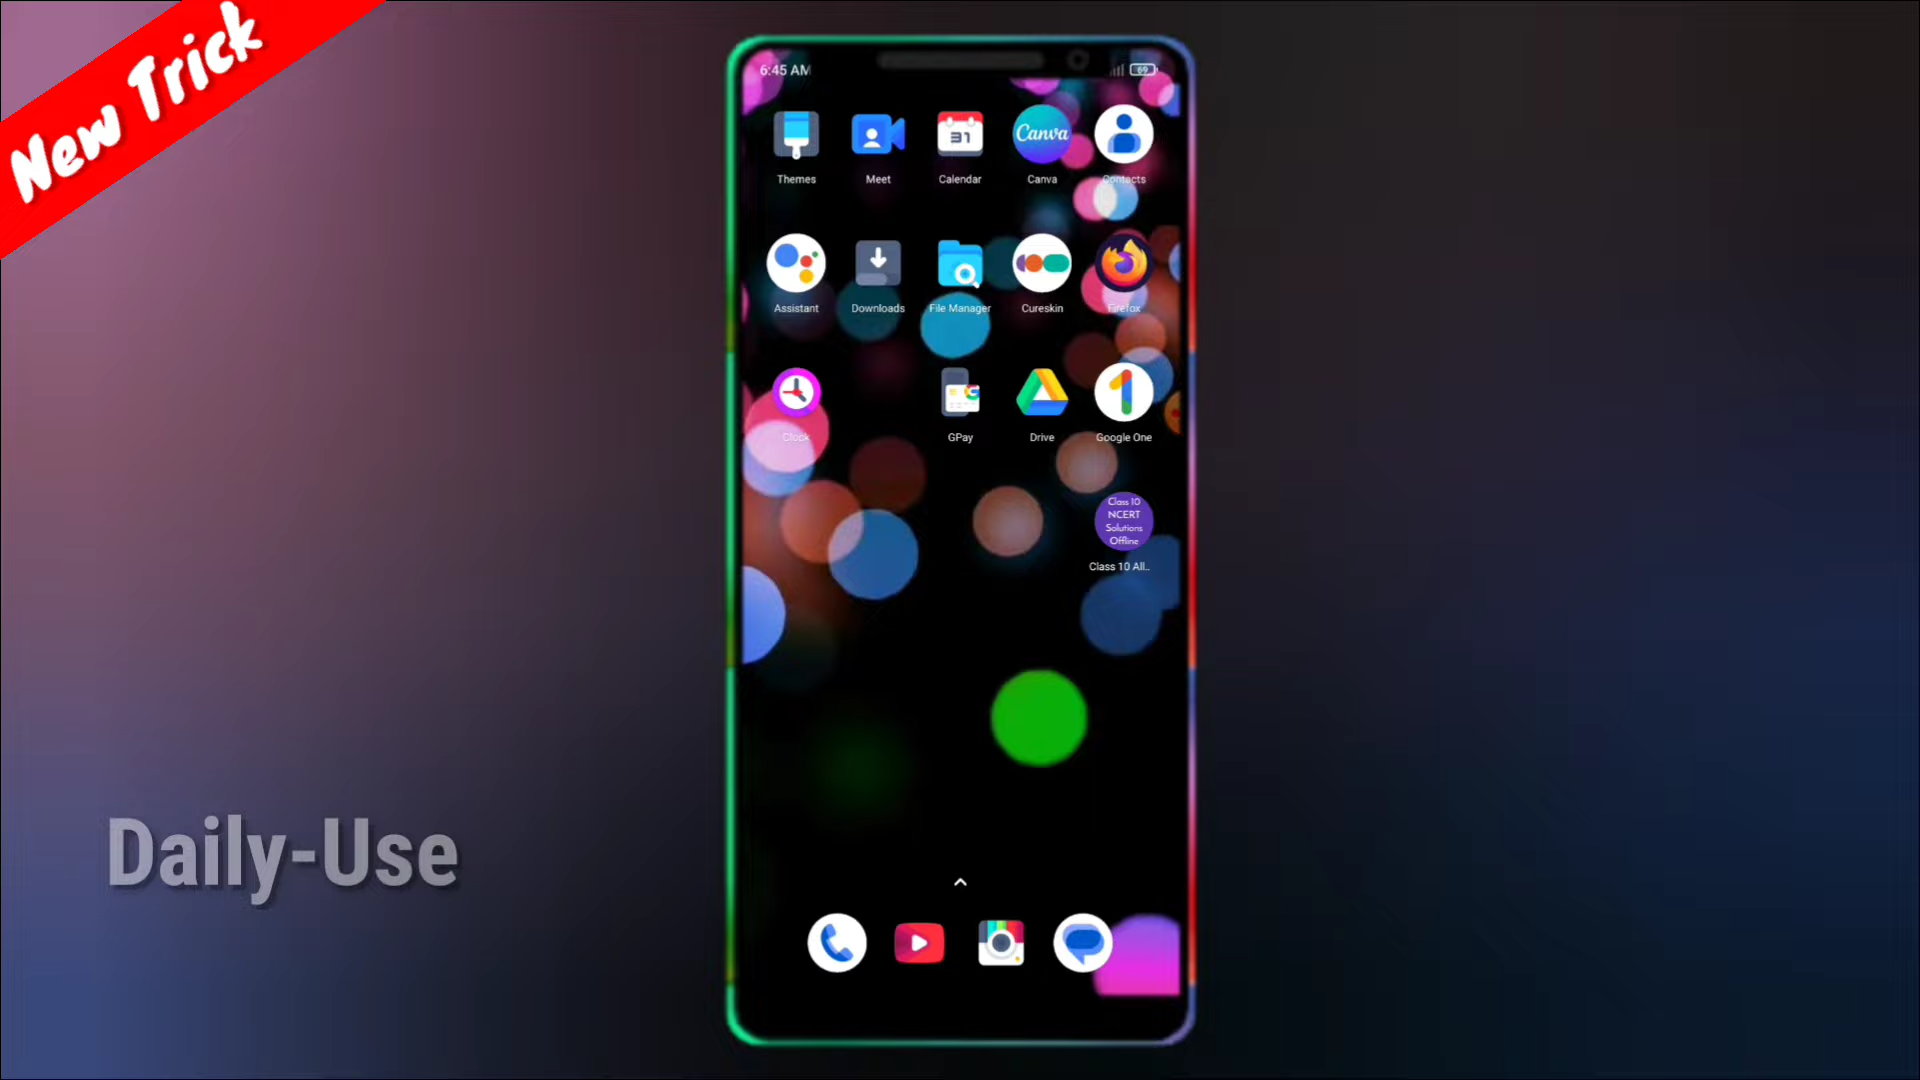 New Trick
6:45 AM
69
31
Canva
Themes
Meet
Calendar
Canva
Contacts
Assistant
Downloads
File Manager
Cureskin
Firefox
Clock
GPay
Drive
Google One
Class 10
NCERT
Solutions
Offline
Class 10 All..
Daily-Use